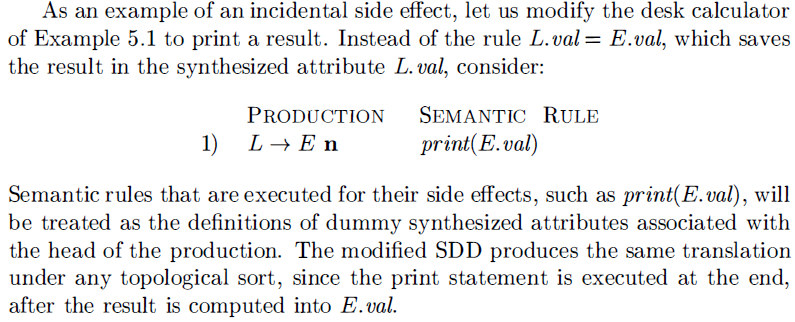 As an example of an incidental side effect, let us modify the desk calculator
of Example 5.1 to print a result. Instead of the rule L.val = E.val, which saves
the result in the synthesized attribute L.val, consider:
PRODUCTION SEMANTIC RULE
1) L → E n print(E.val)
Semantic rules that are executed for their side effects, such as print(E.val), will
be treated as the definitions of dummy synthesized attributes associated with
the head of the production. The modified SDD produces the same translation
under any topological sort, since the print statement is executed at the end,
after the result is computed into E.val.